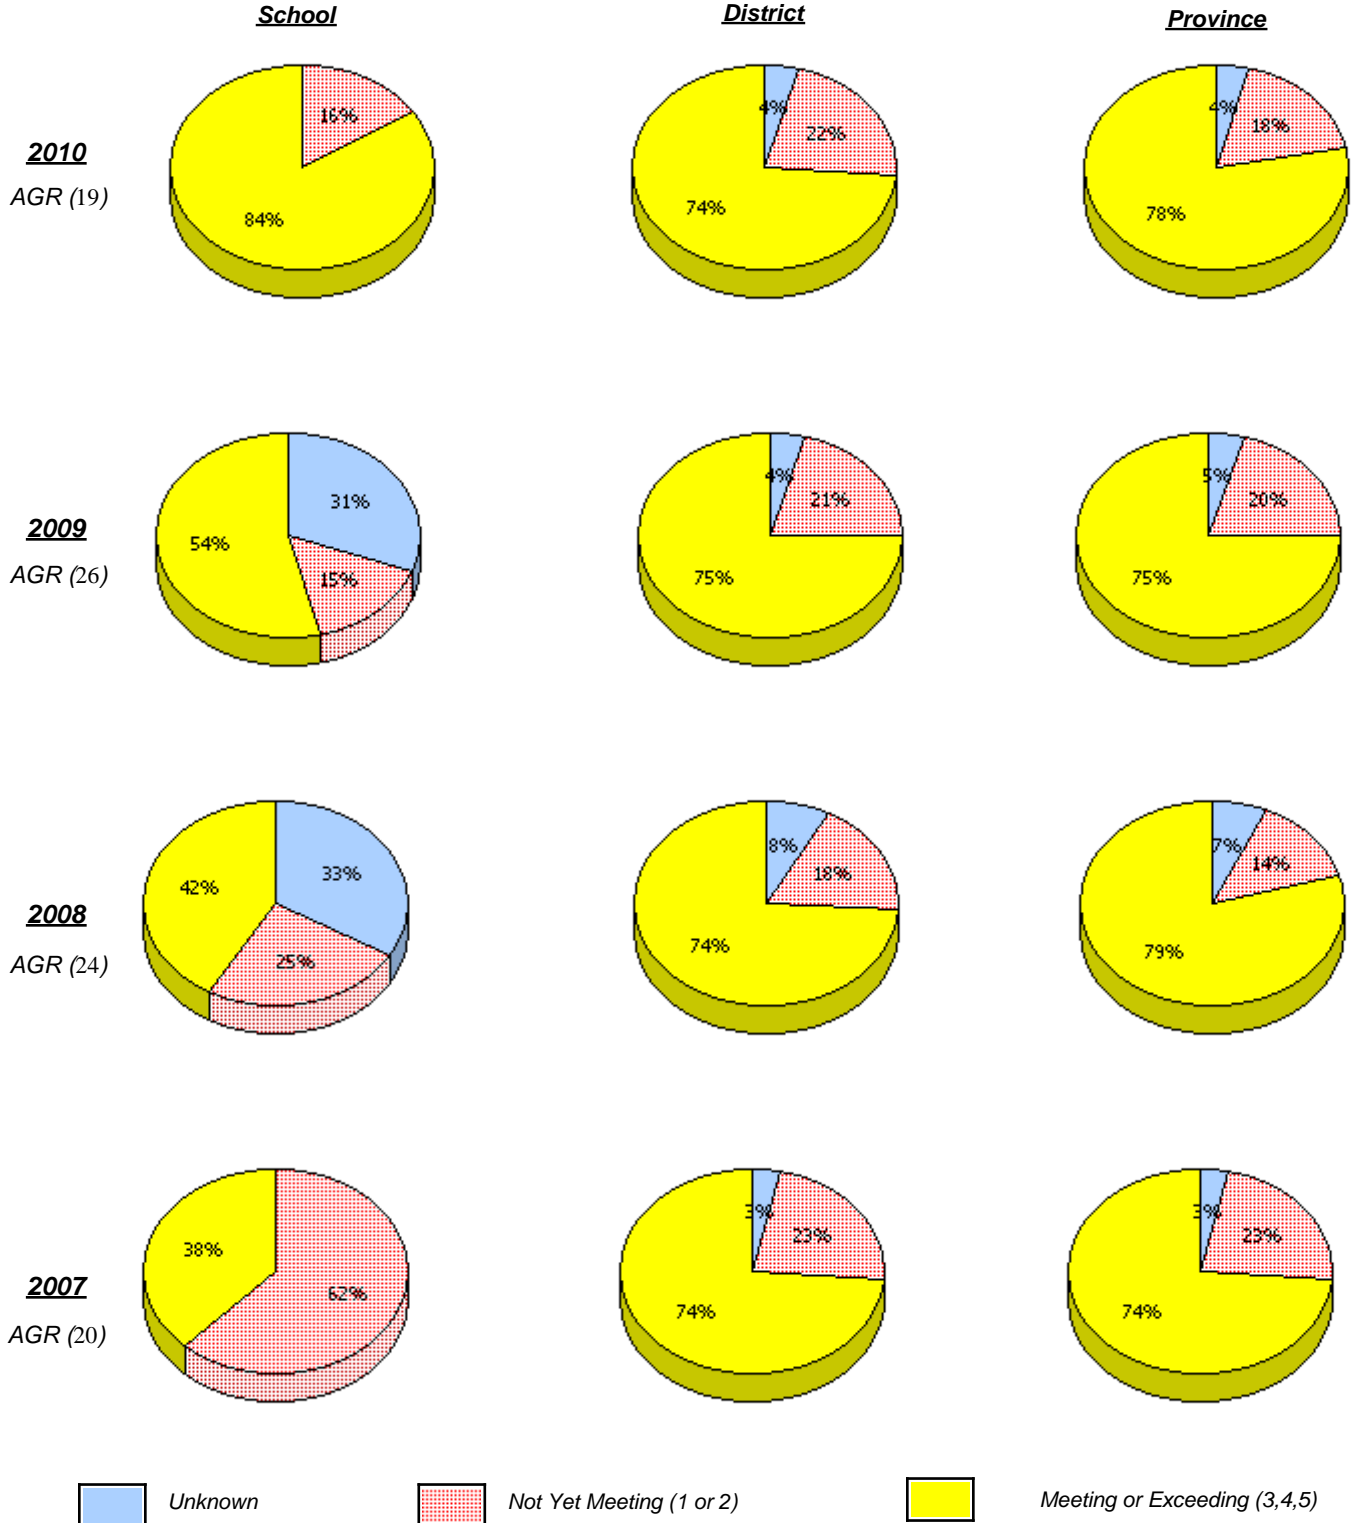 School District Province
16% 4% 22% 4% 18%
2010
AGR (19)
84% 74% 78%
31% 4% 21% 5% 20%
2009
54% 15% 75% 75%
AGR (26)
33% 8% 18% 7% 14%
42%
2008
25% 74% 79%
AGR (24)
3% 23% 3% 23%
38%
2007
62% 74% 74%
AGR (20)
Unknown Not Yet Meeting (1 or 2) Meeting or Exceeding (3,4,5)